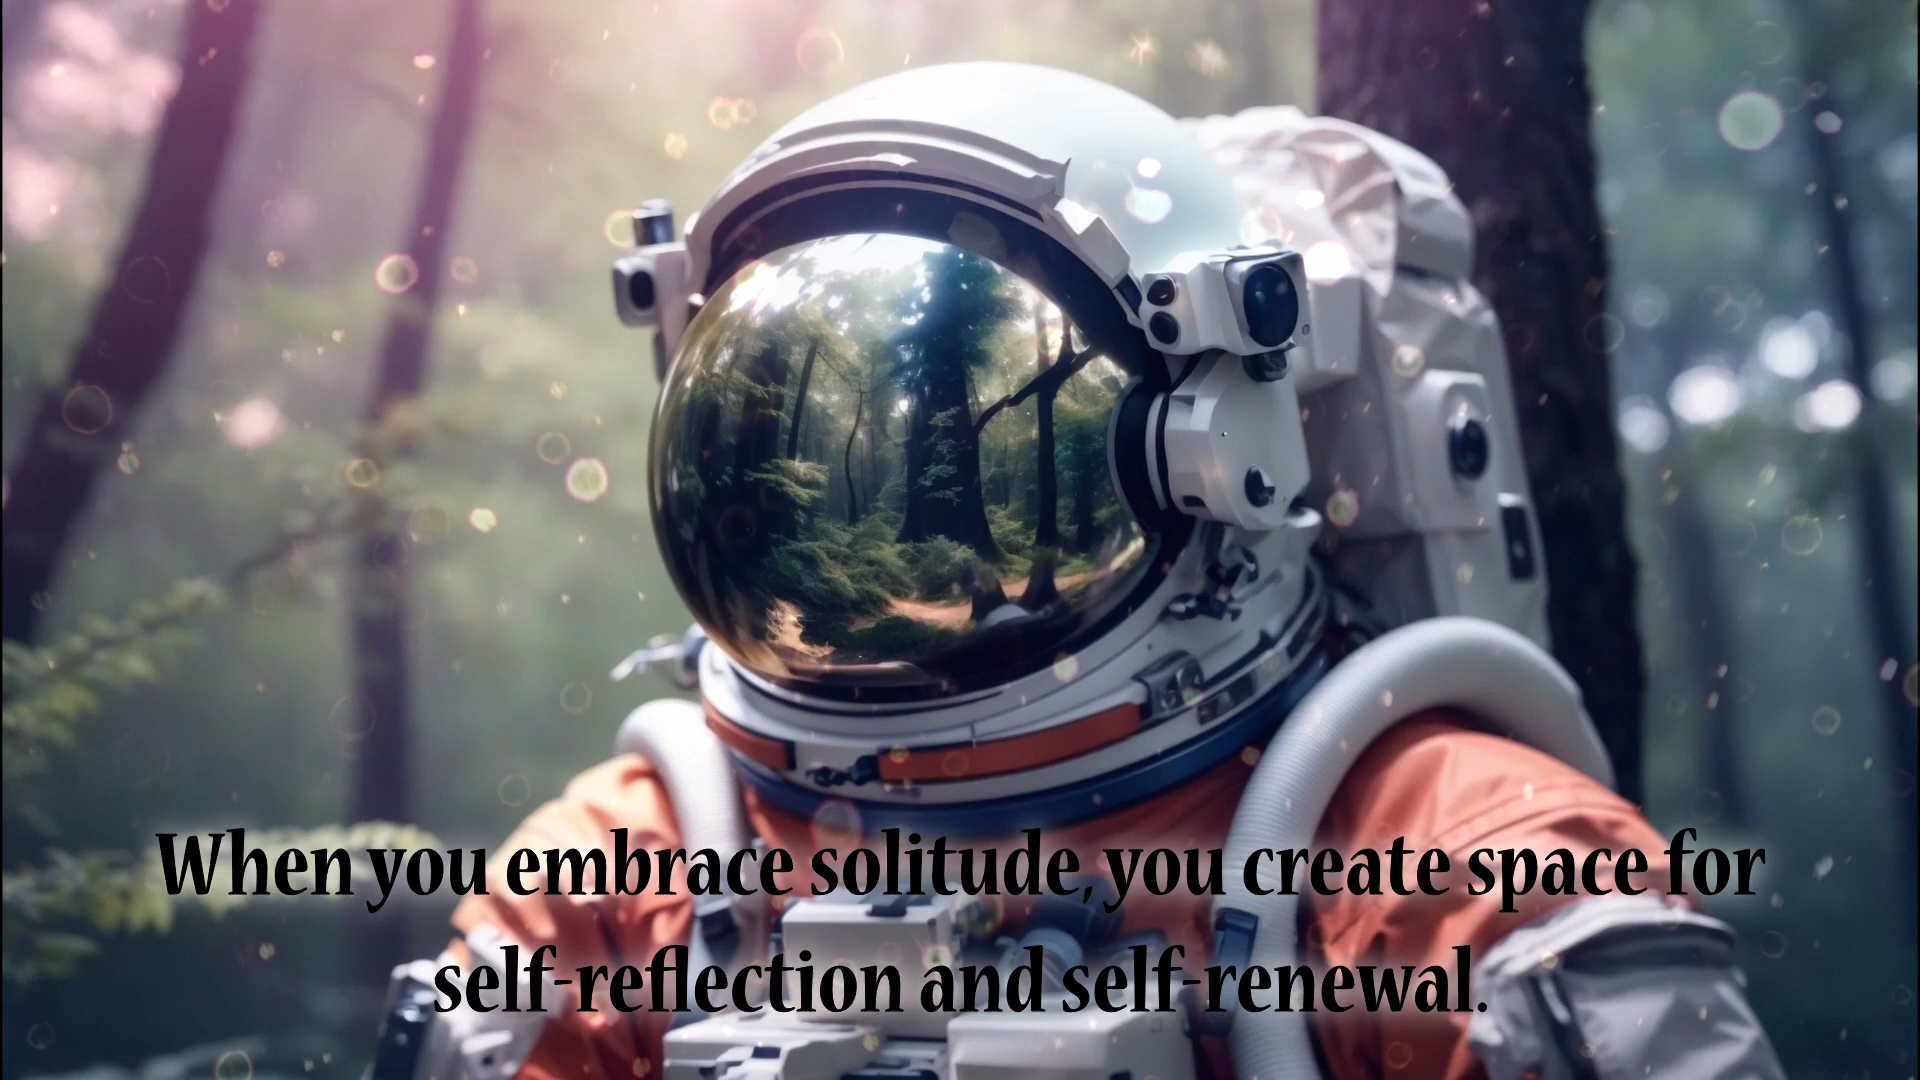 When you embrace solitude, you create space for
self-reflection and self-renewal.